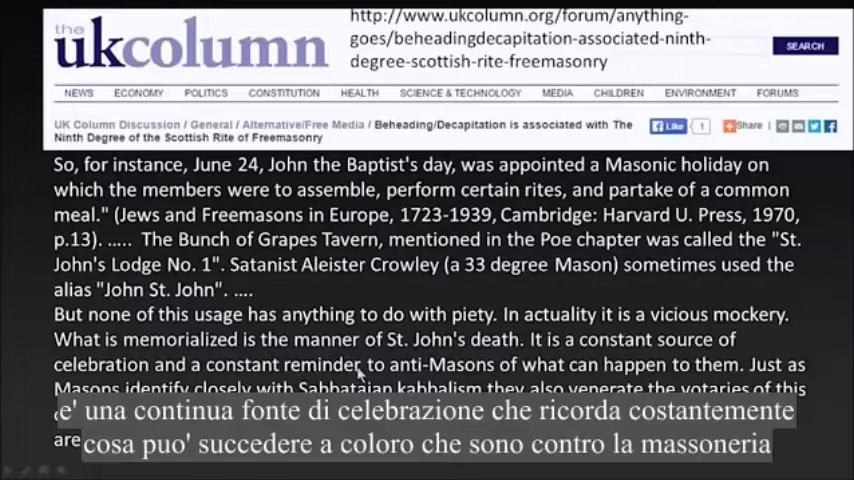 http://www.ukcolumn.org/forum/anything-
goes/beheadingdecapitation-associated-ninth-
degree-scottish-rite-freemasonry
the
ukcolumn
SEARCH
NEWS ECONOMY POLITICS CONSTITUTION HEALTH SCIENCE & TECHNOLOGY MEDIA CHILDREN ENVIRONMENT FORUMS
UK Column Discussion / General / Alternative/Free Media / Beheading/Decapitation is associated with The
Ninth Degree of the Scottish Rite of Freemasonry
Like 1 Share
So, for instance, June 24, John the Baptist's day, was appointed a Masonic holiday on
which the members were to assemble, perform certain rites, and partake of a common
meal." (Jews and Freemasons in Europe, 1723-1939, Cambridge: Harvard U. Press, 1970,
p.13). ..... The Bunch of Grapes Tavern, mentioned in the Poe chapter was called the "St.
John's Lodge No. 1". Satanist Aleister Crowley (a 33 degree Mason) sometimes used the
alias "John St. John". ....
But none of this usage has anything to do with piety. In actuality it is a vicious mockery.
What is memorialized is the manner of St. John's death. It is a constant source of
celebration and a constant reminder to anti-Masons of what can happen to them. Just as
Masons identify closely with Sabbataian kabbalism they also venerate the votaries of this
are
e' una continua fonte di celebrazione che ricorda costantemente
cosa puo' succedere a coloro che sono contro la massoneria